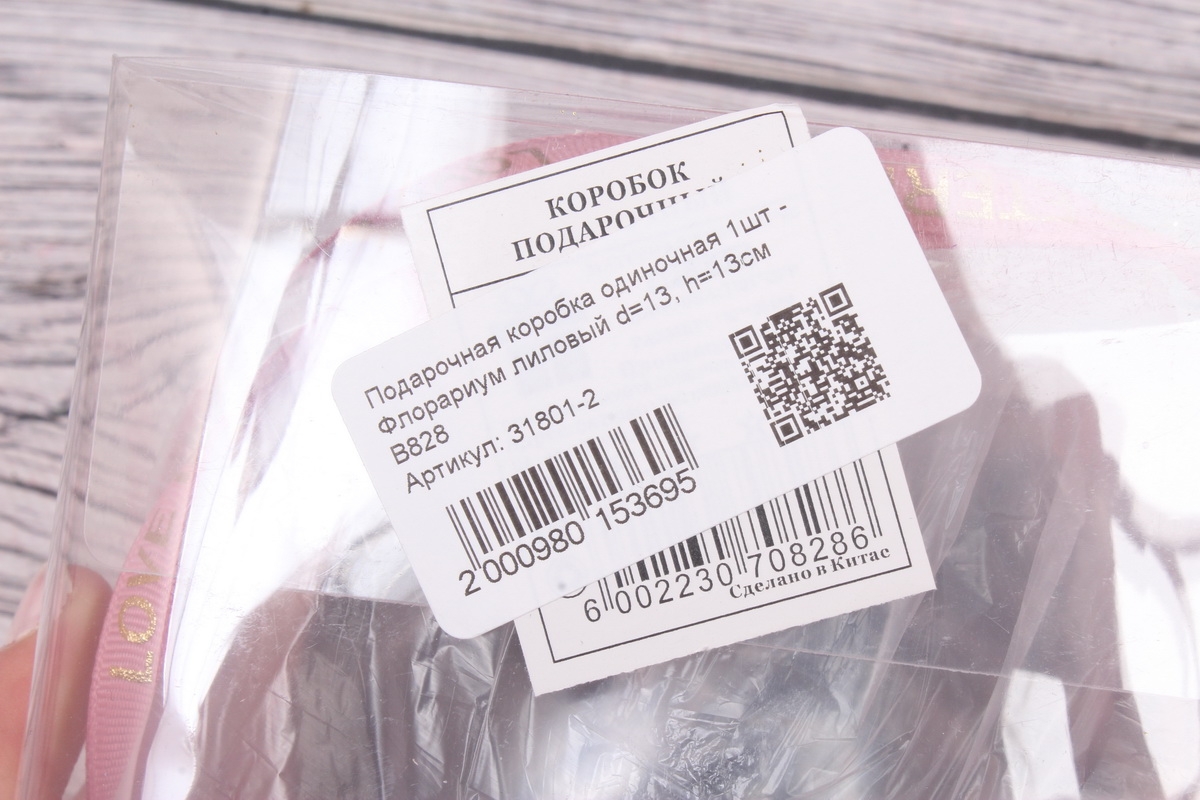 КОРОБОК
ПОДАРОЧНЫ
Подарочная коробка одиночная 1шт -
Флорариум лиловый d=13, h=13см
B828
Артикул: 31801-2
2 000980 153695
6 002230 708286
Сделано в Китае
LOVE